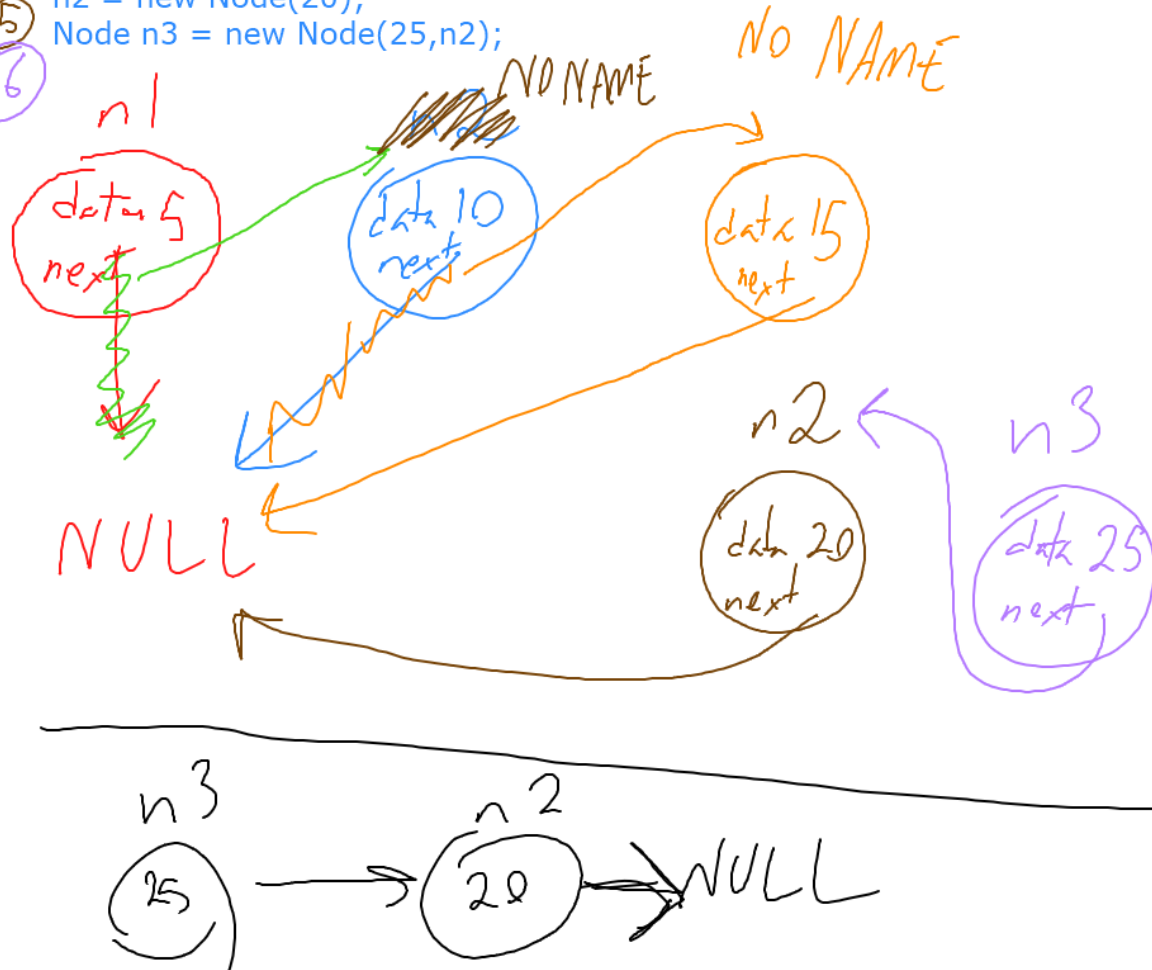 5 n2 = new Node(20);
Node n3 = new Node(25,n2);
6
NO NAME
NO NAME
n1
data 5
next
data 10
next
data 15
next
NULL
n2
data 20
next
n3
data 25
next
n3
25
n2
20
NULL